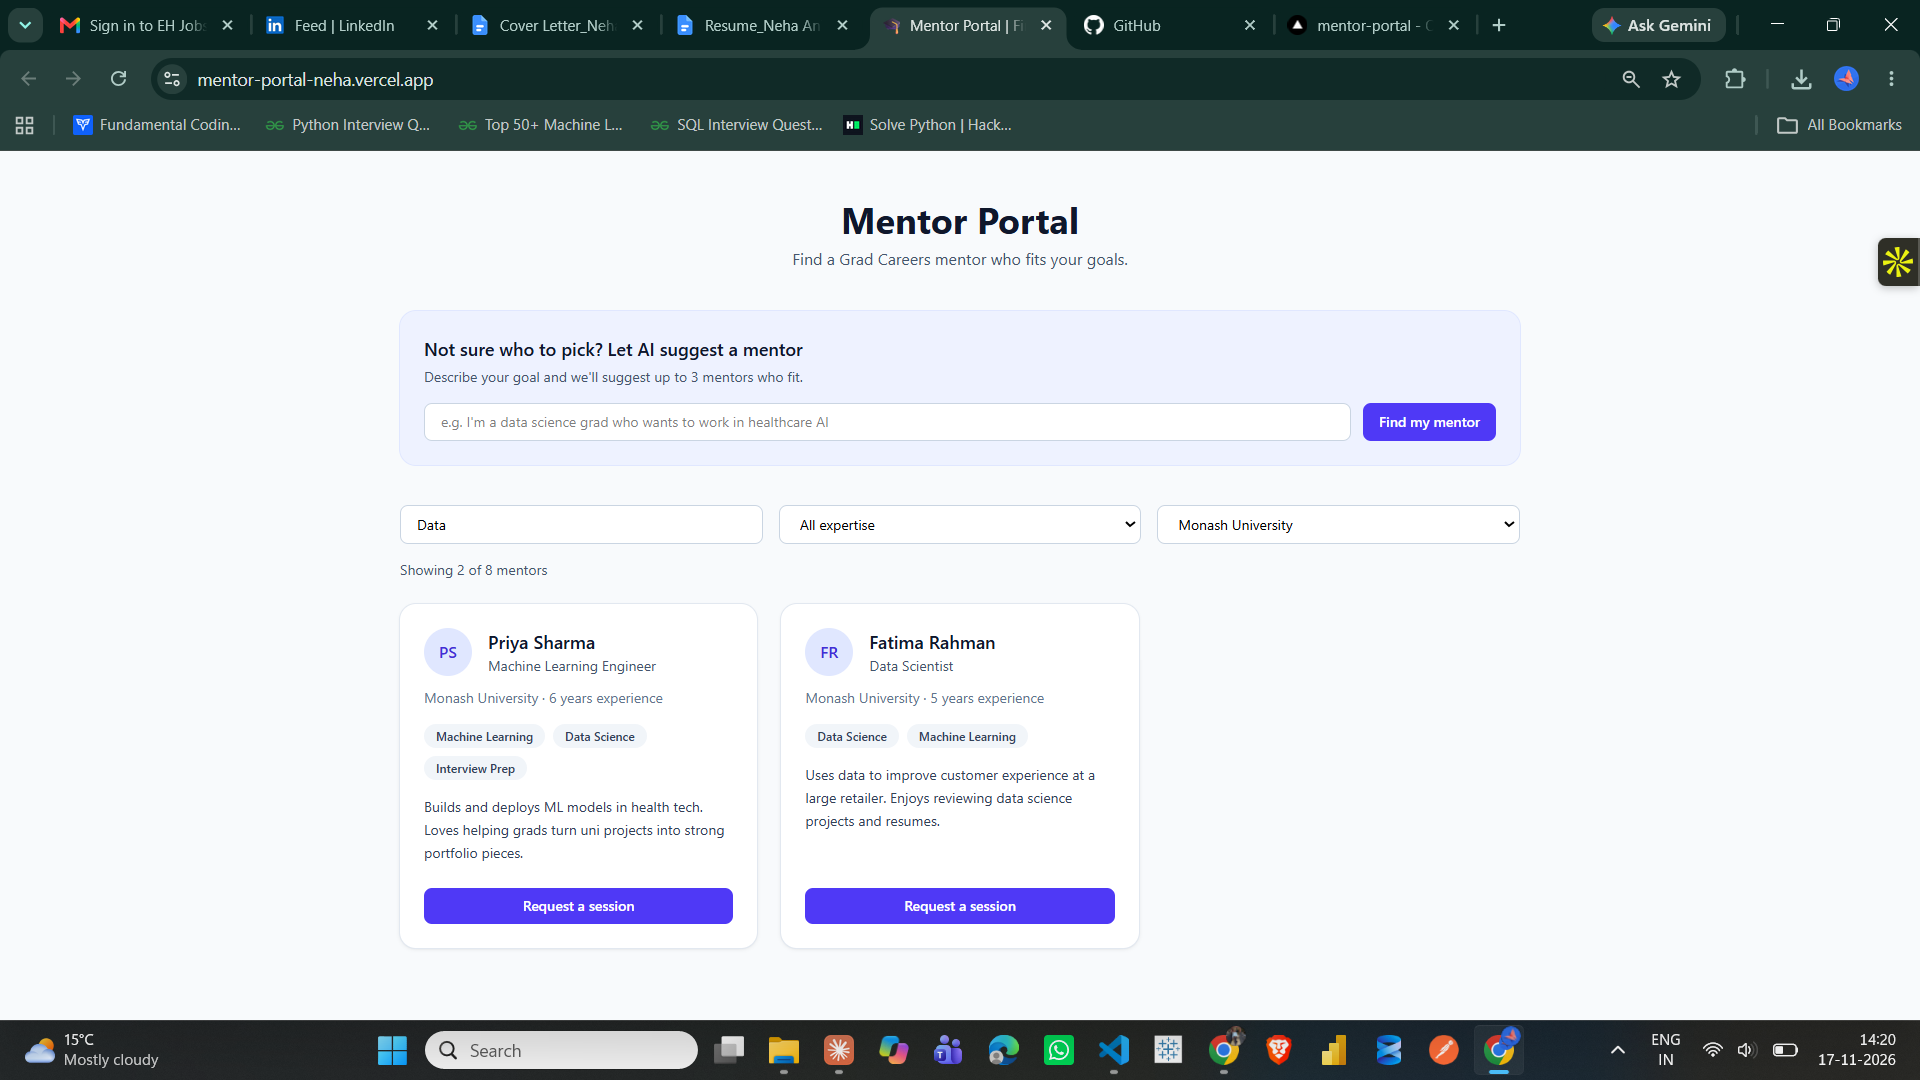 Sign in to EH Jobs
Feed | LinkedIn
Cover Letter_Neh
Resume_Neha An
Mentor Portal | Fi
GitHub
mentor-portal - 
Ask Gemini
mentor-portal-neha.vercel.app
Fundamental Codin...
Python Interview Q...
Top 50+ Machine L...
SQL Interview Quest...
Solve Python | Hack...
All Bookmarks
Mentor Portal
Find a Grad Careers mentor who fits your goals.
Not sure who to pick? Let AI suggest a mentor
Describe your goal and we'll suggest up to 3 mentors who fit.
e.g. I'm a data science grad who wants to work in healthcare AI
Find my mentor
Data
All expertise
Monash University
Showing 2 of 8 mentors
PS
Priya Sharma
Machine Learning Engineer
Monash University · 6 years experience
Machine Learning
Data Science
Interview Prep
Builds and deploys ML models in health tech.
Loves helping grads turn uni projects into strong
portfolio pieces.
Request a session
FR
Fatima Rahman
Data Scientist
Monash University · 5 years experience
Data Science
Machine Learning
Uses data to improve customer experience at a
large retailer. Enjoys reviewing data science
projects and resumes.
Request a session
15°C
Mostly cloudy
Search
ENG
IN
14:20
17-11-2026